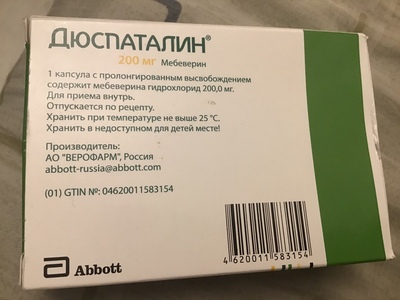 ДЮСПАТАЛИН®
200 мг Мебеверин
1 капсула с пролонгированным высвобождением
содержит мебеверина гидрохлорид 200,0 мг.
Для приема внутрь.
Отпускается по рецепту.
Хранить при температуре не выше 25 °C.
Хранить в недоступном для детей месте!
Производитель:
АО "ВЕРОФАРМ", Россия
abbott-russia@abbott.com
(01) GTIN №: 04620011583154
4 620011 583154
Abbott